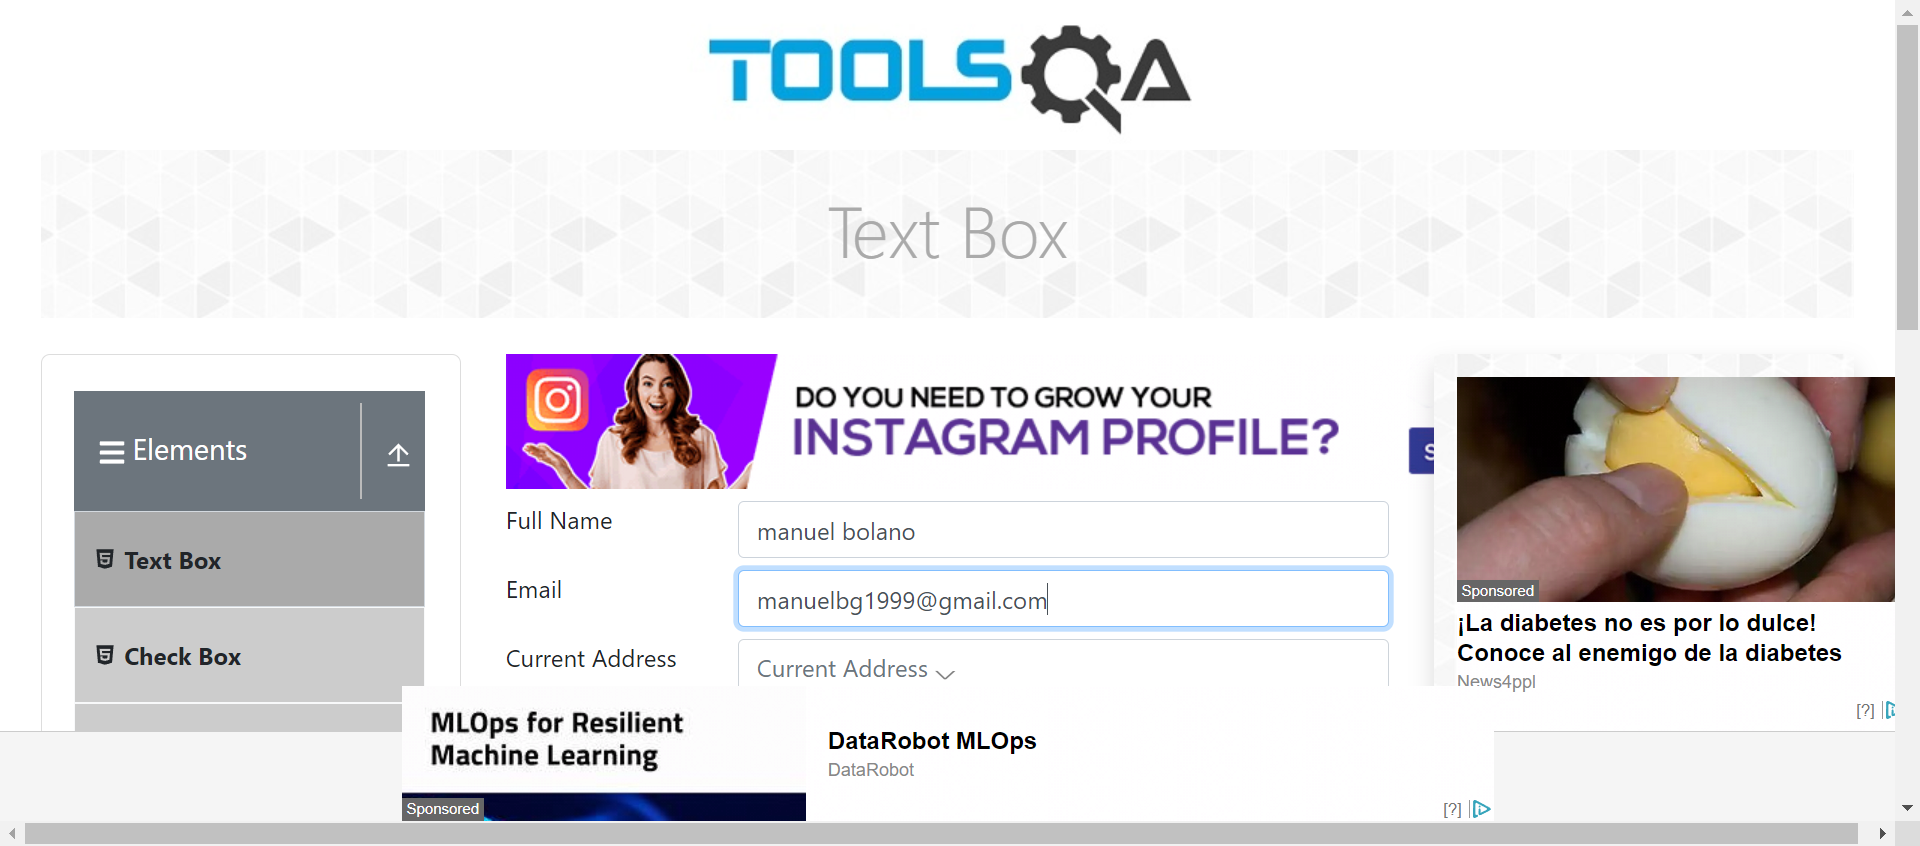 TOOLSQA
Text Box
Elements
Text Box
Check Box
DO YOU NEED TO GROW YOUR
INSTAGRAM PROFILE?
S
Full Name
manuel bolano
Email
manuelbg1999@gmail.com
Current Address
Current Address
Sponsored
¡La diabetes no es por lo dulce!
Conoce al enemigo de la diabetes
News4ppl
[?]
MLOps for Resilient
Machine Learning
Sponsored
DataRobot MLOps
DataRobot
[?]